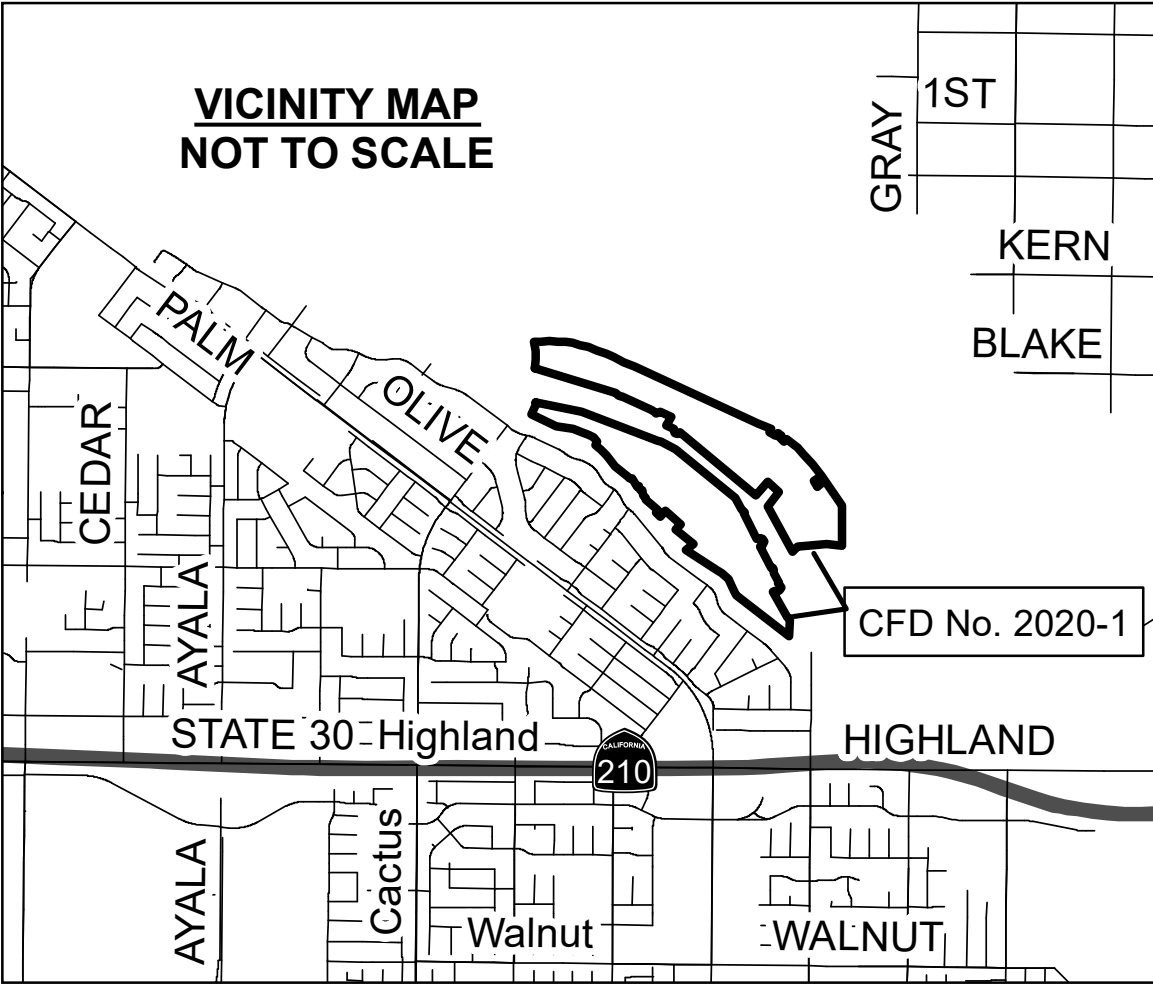 VICINITY MAP
NOT TO SCALE
1ST
GRAY
KERN
BLAKE
PALM
OLIVE
CEDAR
AYALA
CFD No. 2020-1
STATE 30 Highland
HIGHLAND
CALIFORNIA
210
AYALA
Cactus
Walnut
WALNUT